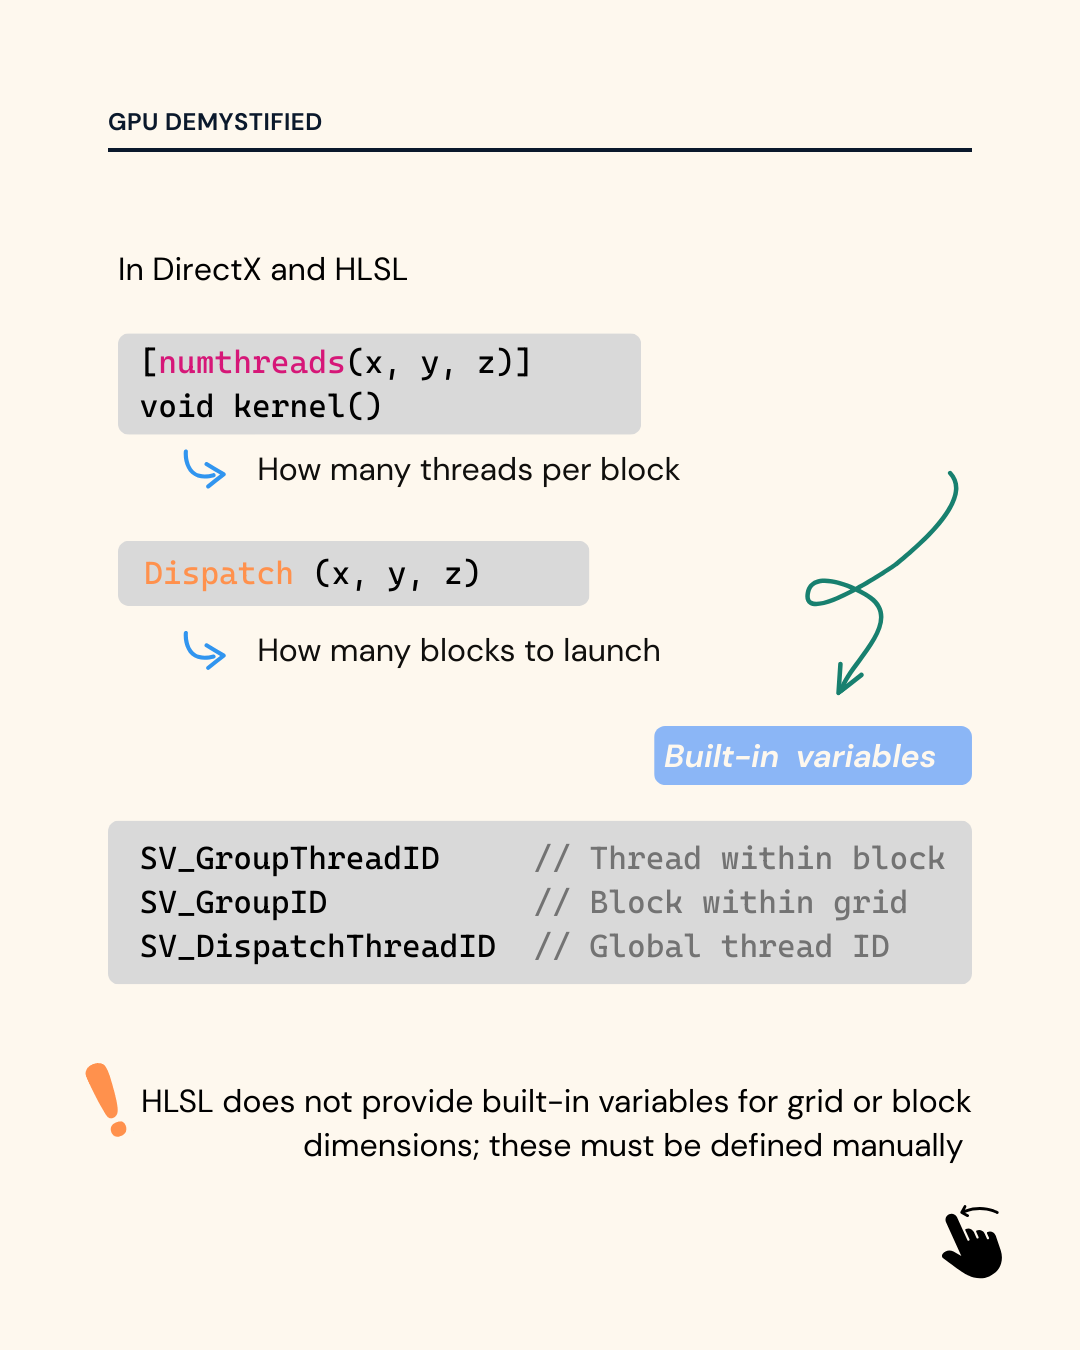 GPU DEMYSTIFIED
In DirectX and HLSL
[numthreads(x, y, z)]
void kernel()
How many threads per block
Dispatch (x, y, z)
How many blocks to launch
Built-in variables
SV_GroupThreadID // Thread within block
SV_GroupID // Block within grid
SV_DispatchThreadID // Global thread ID
HLSL does not provide built-in variables for grid or block
dimensions; these must be defined manually